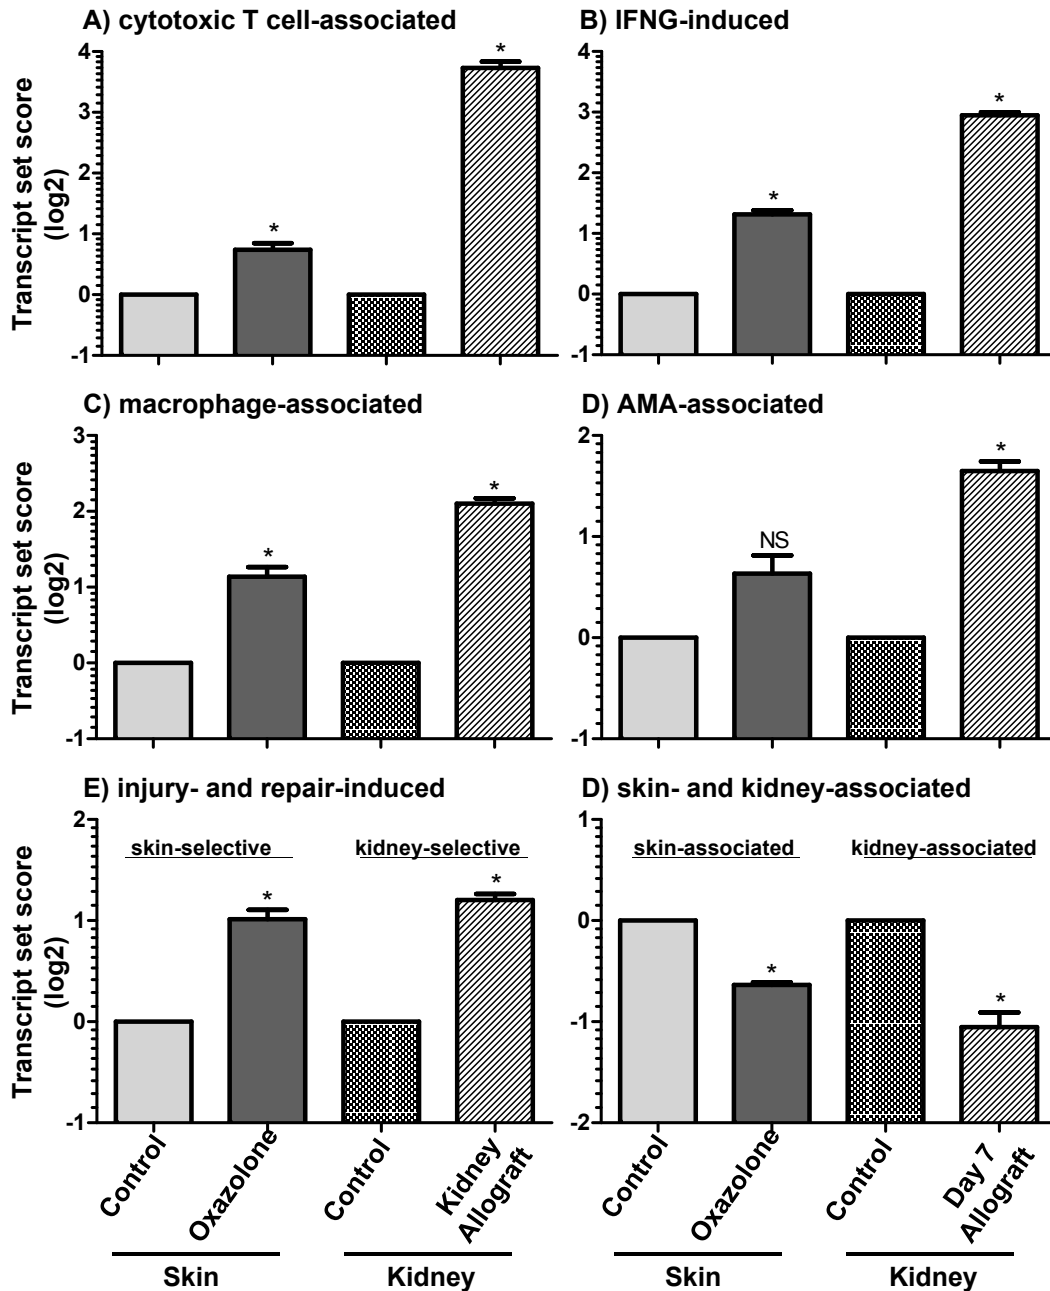 A) cytotoxic T cell-associated
Transcript set score
(log2)
4
3
2
1
0
-1
*
*
B) IFNG-induced
4
3
2
1
0
-1
*
*
C) macrophage-associated
Transcript set score
(log2)
3
2
1
0
-1
*
*
D) AMA-associated
2
1
0
-1
NS
*
E) injury- and repair-induced
Transcript set score
(log2)
2
1
0
-1
skin-selective
kidney-selective
*
*
Control
Oxazolone
Control
Kidney
Allograft
Skin
Kidney
D) skin- and kidney-associated
1
0
-1
-2
skin-associated
kidney-associated
*
*
Control
Oxazolone
Control
Day 7
Allograft
Skin
Kidney